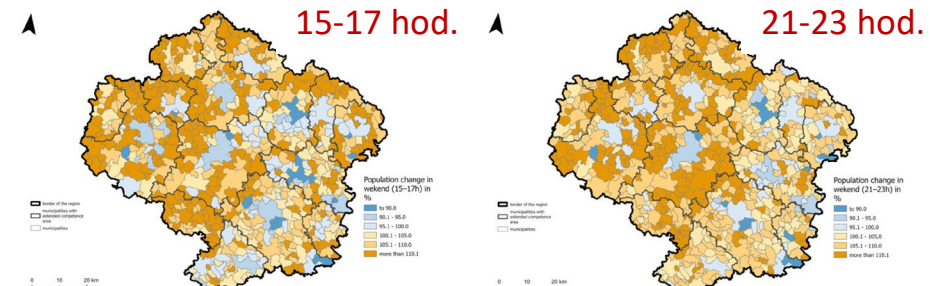 15-17 hod.
Population change in
wekend (15–17h) in
%
to 90.0
90.1 - 95.0
95.1 - 100.0
100.1 - 105.0
105.1 - 110.0
more than 110.1
border of the region
municipalities with
extended competence
area
municipalities
0 10 20 km
21-23 hod.
Population change in
wekend (21–23h) in
%
to 90.0
90.1 - 95.0
95.1 - 100.0
100.1 - 105,0
105.1 - 110.0
more than 110.1
border of the region
municipalities with
extended competence
area
municipalities
0 10 20 km